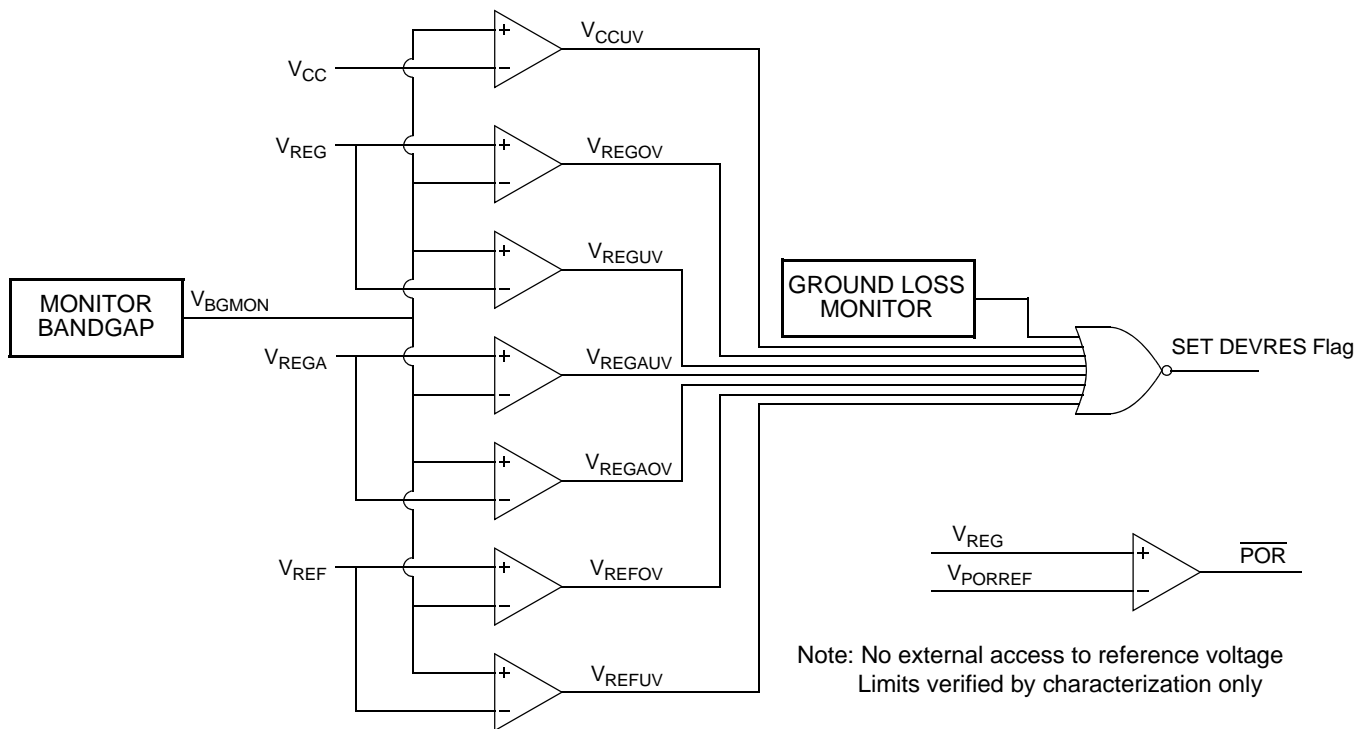 V_CC
V_CCUV
V_REG
V_REGOV
V_REGUV
MONITOR
BANDGAP
V_BGMON
GROUND LOSS
MONITOR
SET DEVRES Flag
V_REGA
V_REGAUV
V_REGAOV
V_REF
V_REFOV
V_REFUV
V_REG
V_PORREF
+
-
+
-
+
-
+
-
+
-
+
-
+
-
+
-
P̅O̅R̅
Note: No external access to reference voltage
Limits verified by characterization only